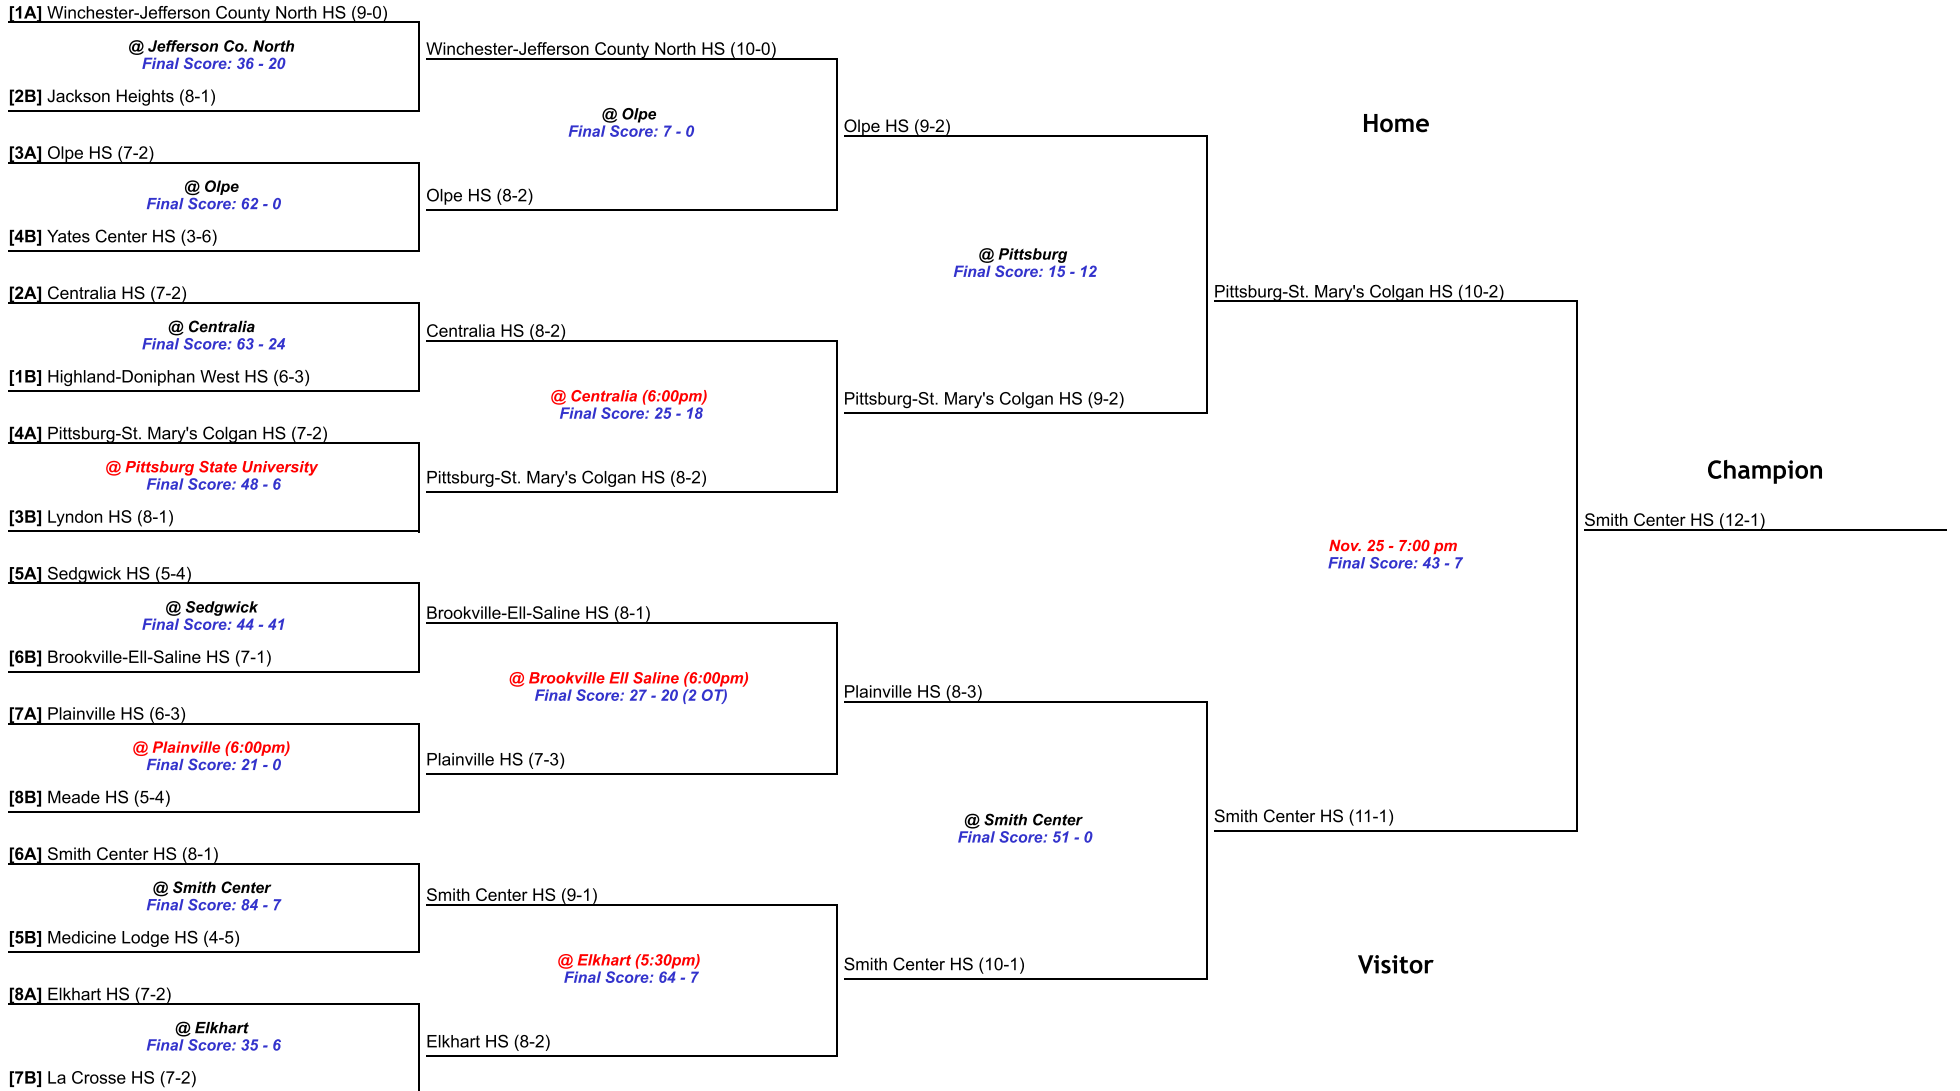 [1A] Winchester-Jefferson County North HS (9-0)
@ Jefferson Co. North
Final Score: 36 - 20
[2B] Jackson Heights (8-1)
[3A] Olpe HS (7-2)
@ Olpe
Final Score: 62 - 0
[4B] Yates Center HS (3-6)
[2A] Centralia HS (7-2)
@ Centralia
Final Score: 63 - 24
[1B] Highland-Doniphan West HS (6-3)
[4A] Pittsburg-St. Mary's Colgan HS (7-2)
@ Pittsburg State University
Final Score: 48 - 6
[3B] Lyndon HS (8-1)
[5A] Sedgwick HS (5-4)
@ Sedgwick
Final Score: 44 - 41
[6B] Brookville-Ell-Saline HS (7-1)
[7A] Plainville HS (6-3)
@ Plainville (6:00pm)
Final Score: 21 - 0
[8B] Meade HS (5-4)
[6A] Smith Center HS (8-1)
@ Smith Center
Final Score: 84 - 7
[5B] Medicine Lodge HS (4-5)
[8A] Elkhart HS (7-2)
@ Elkhart
Final Score: 35 - 6
[7B] La Crosse HS (7-2)
Winchester-Jefferson County North HS (10-0)
@ Olpe
Final Score: 7 - 0
Olpe HS (8-2)
Centralia HS (8-2)
@ Centralia (6:00pm)
Final Score: 25 - 18
Pittsburg-St. Mary's Colgan HS (8-2)
Brookville-Ell-Saline HS (8-1)
@ Brookville Ell Saline (6:00pm)
Final Score: 27 - 20 (2 OT)
Plainville HS (7-3)
Smith Center HS (9-1)
@ Elkhart (5:30pm)
Final Score: 64 - 7
Elkhart HS (8-2)
Olpe HS (9-2)
@ Pittsburg
Final Score: 15 - 12
Pittsburg-St. Mary's Colgan HS (9-2)
Plainville HS (8-3)
@ Smith Center
Final Score: 51 - 0
Smith Center HS (10-1)
Home
Pittsburg-St. Mary's Colgan HS (10-2)
Nov. 25 - 7:00 pm
Final Score: 43 - 7
Smith Center HS (11-1)
Visitor
Champion
Smith Center HS (12-1)